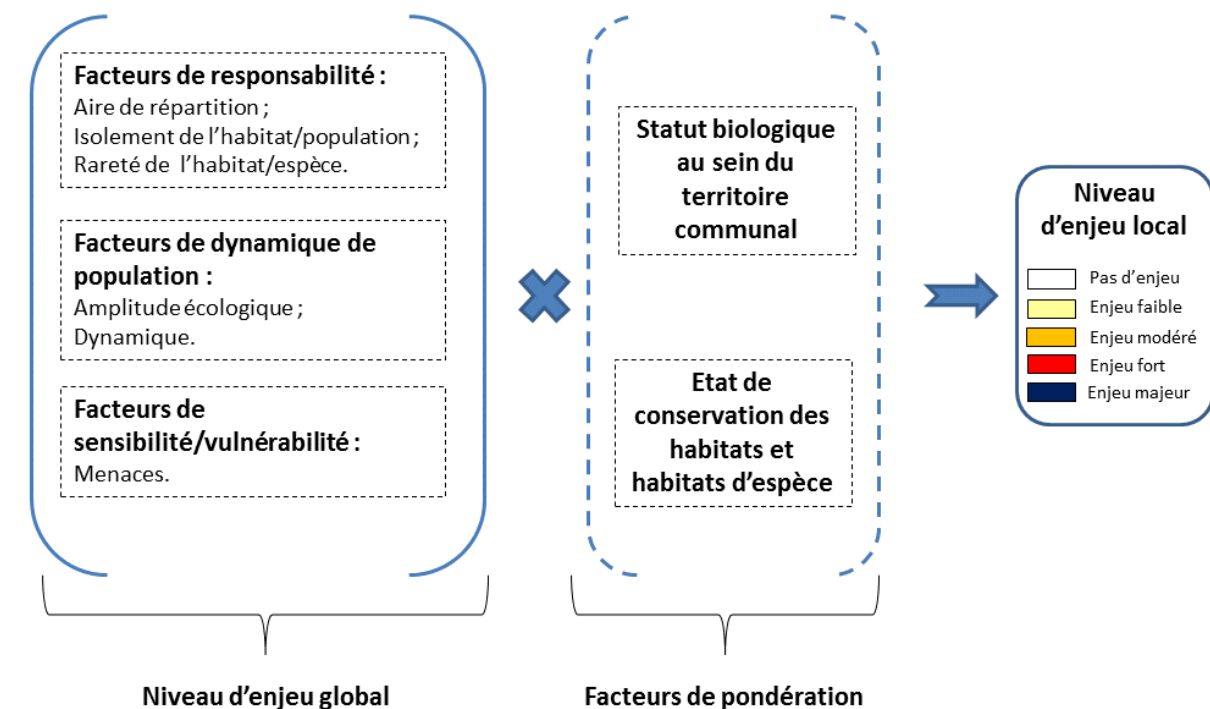 Facteurs de responsabilité :
Aire de répartition ;
Isolement de l’habitat/population ;
Rareté de l’habitat/espèce.
Facteurs de dynamique de
population :
Amplitude écologique ;
Dynamique.
Facteurs de
sensibilité/vulnérabilité :
Menaces.
Niveau d’enjeu global
Statut biologique
au sein du
territoire
communal
Etat de
conservation des
habitats et
habitats d’espèce
Facteurs de pondération
Niveau
d’enjeu local
Pas d’enjeu
Enjeu faible
Enjeu modéré
Enjeu fort
Enjeu majeur